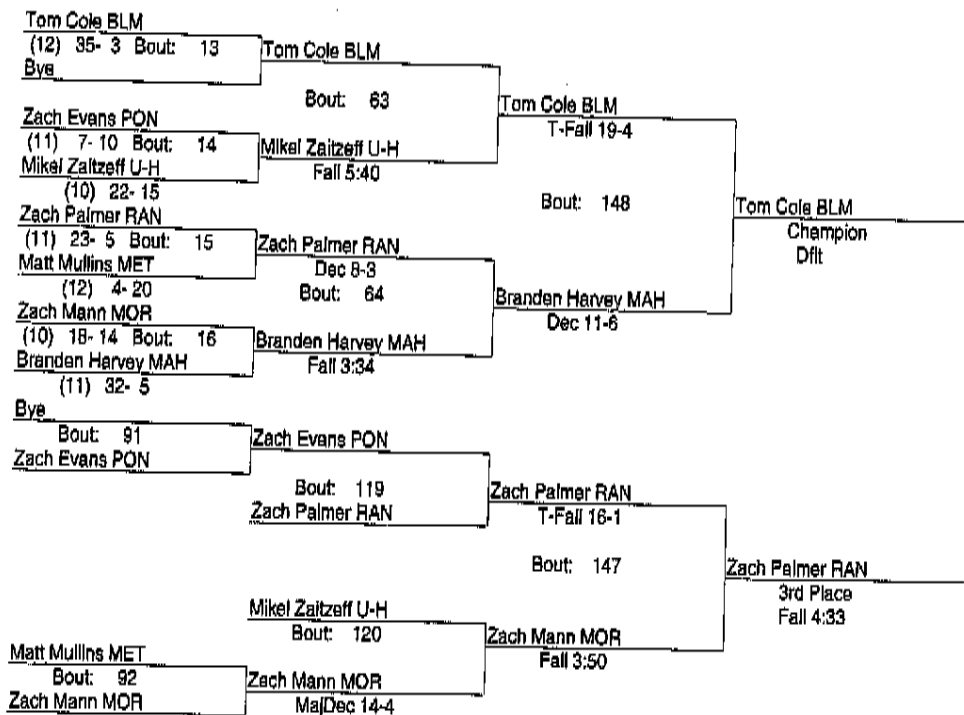 Tom Cole BLM
(12) 35- 3 Bout: 13
Bye
Tom Cole BLM
Bout: 63
Zach Evans PON
(11) 7- 10 Bout: 14
Mikel Zaitzeff U-H
(10) 22- 15
Mikel Zaitzeff U-H
Fall 5:40
Tom Cole BLM
T-Fall 19-4
Bout: 148
Zach Palmer RAN
(11) 23- 5 Bout: 15
Matt Mullins MET
(12) 4- 20
Zach Palmer RAN
Dec 8-3
Bout: 64
Zach Mann MOR
(10) 18- 14 Bout: 16
Branden Harvey MAH
(11) 32- 5
Branden Harvey MAH
Fall 3:34
Branden Harvey MAH
Dec 11-6
Tom Cole BLM
Champion
Dflt
Bye
Bout: 91
Zach Evans PON
Zach Evans PON
Bout: 119
Zach Palmer RAN
Zach Palmer RAN
T-Fall 16-1
Bout: 147
Mikel Zaitzeff U-H
Bout: 120
Matt Mullins MET
Bout: 92
Zach Mann MOR
Zach Mann MOR
MajDec 14-4
Zach Mann MOR
Fall 3:50
Zach Palmer RAN
3rd Place
Fall 4:33